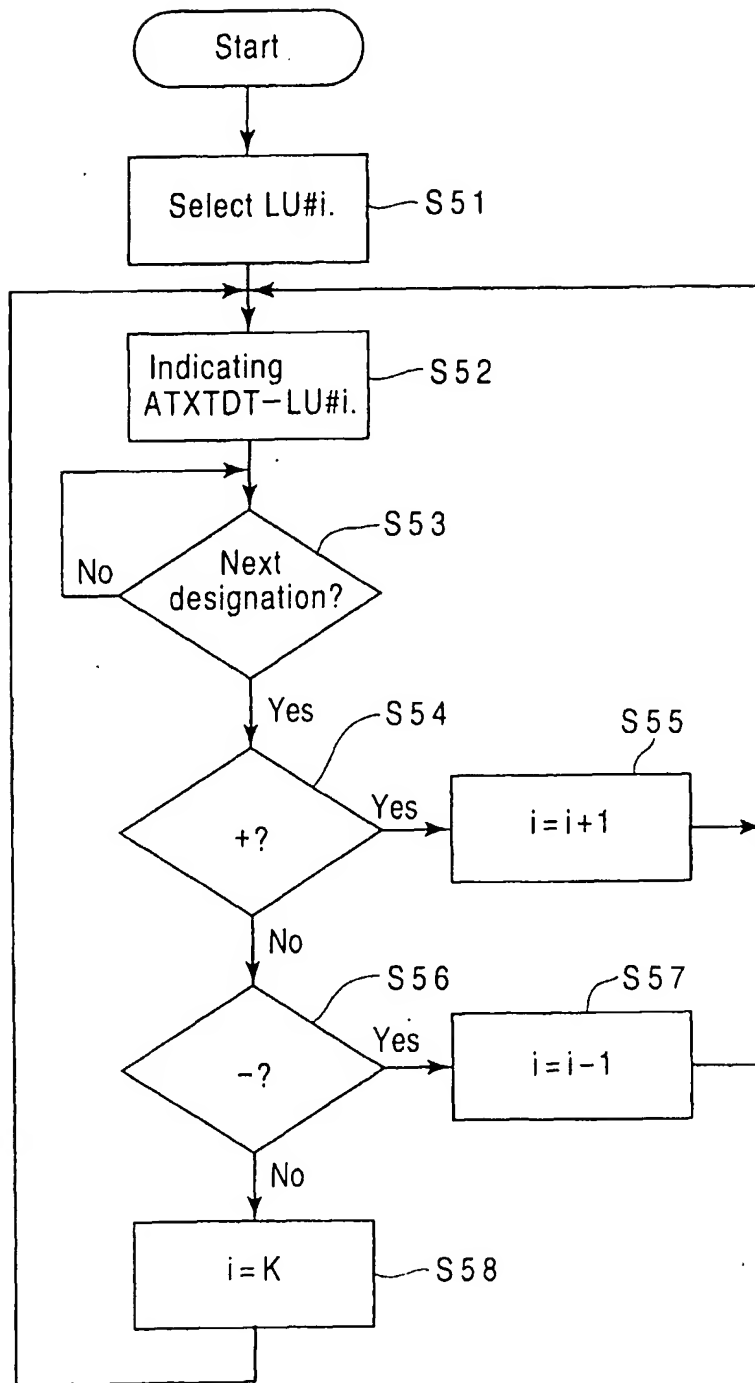 Start
Select LU#i.
S51
Indicating
ATXTDT-LU#i.
S52
S53
Next
designation?
No
Yes
S54
+?
Yes
S55
i=i+1
No
S56
-?
Yes
S57
i=i-1
No
i=K
S58